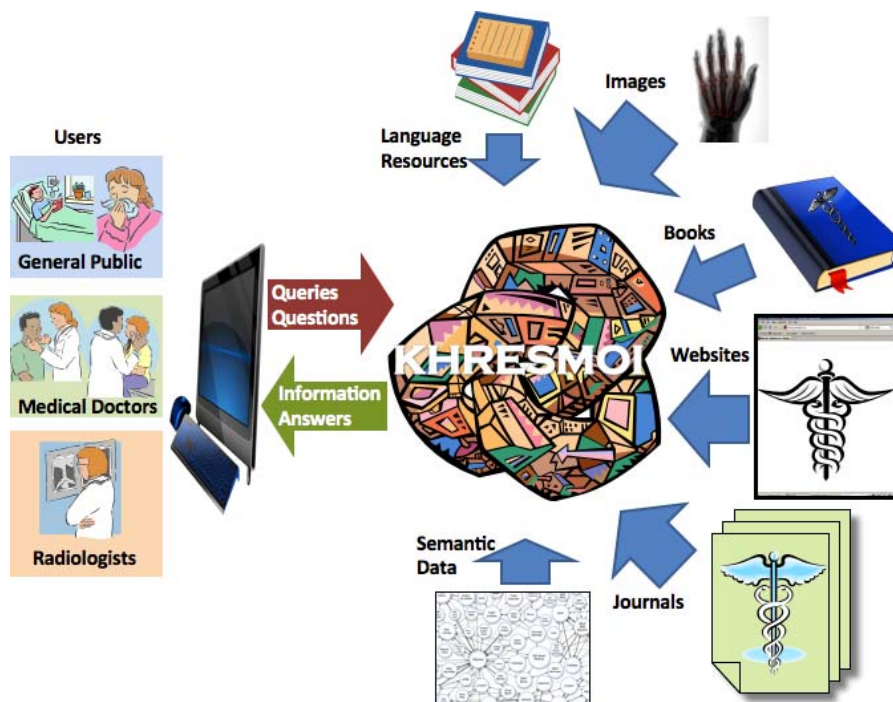 Users
General Public
Medical Doctors
Radiologists
Queries
Questions
Information
Answers
Language
Resources
Images
Books
KHRESMOI
Websites
Semantic
Data
Journals